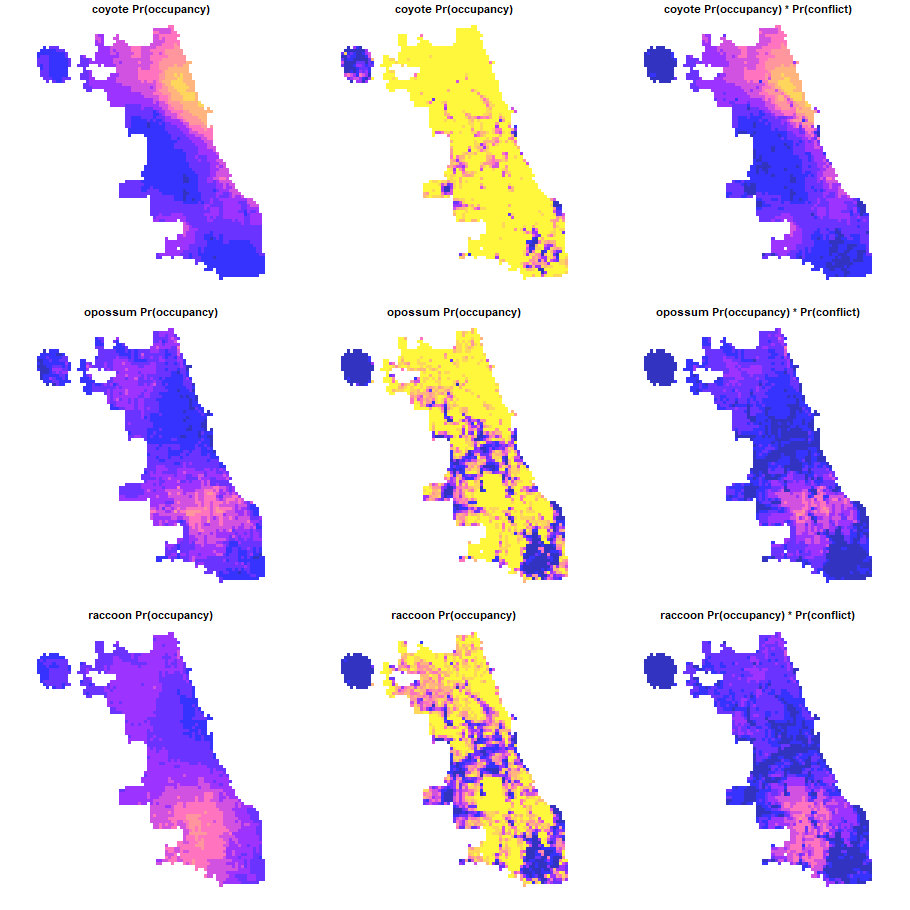 coyote Pr(occupancy)
coyote Pr(occupancy)
coyote Pr(occupancy) * Pr(conflict)
opossum Pr(occupancy)
opossum Pr(occupancy)
opossum Pr(occupancy) * Pr(conflict)
raccoon Pr(occupancy)
raccoon Pr(occupancy)
raccoon Pr(occupancy) * Pr(conflict)